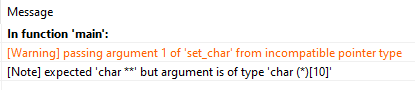 Message
In function 'main':
[Warning] passing argument 1 of 'set_char' from incompatible pointer type
[Note] expected 'char **' but argument is of type 'char (*)[10]'